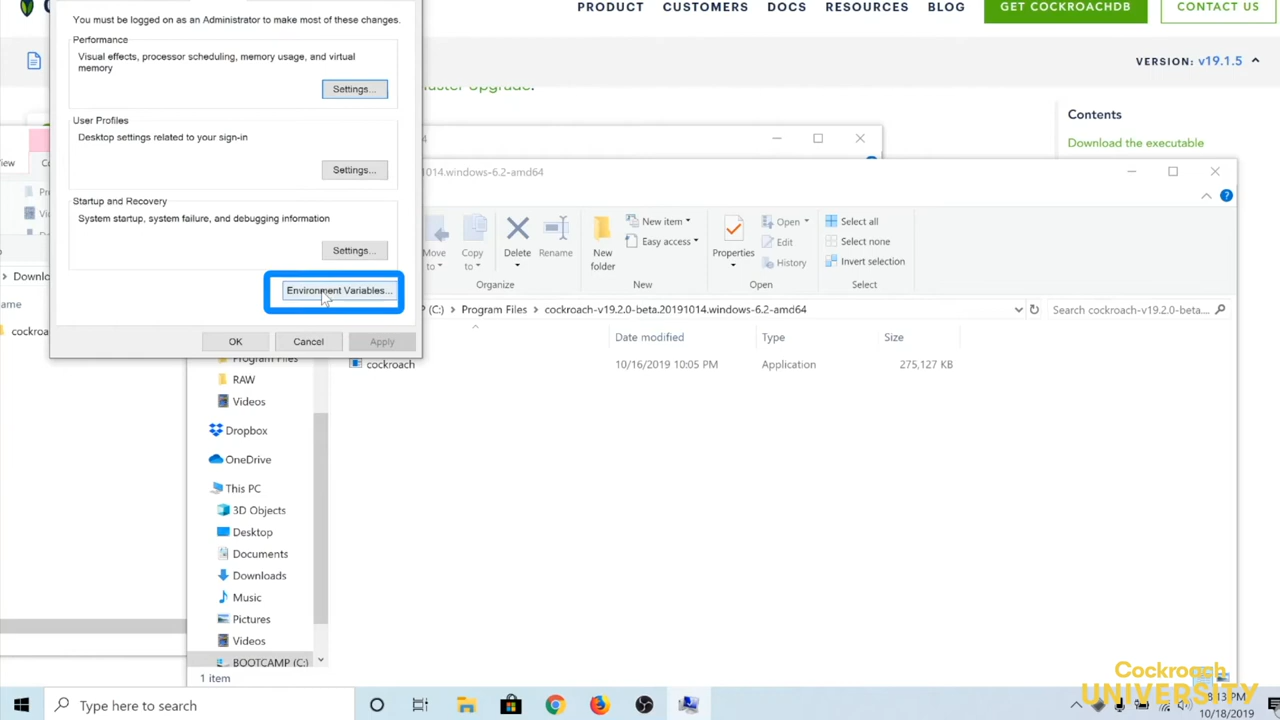 PRODUCT CUSTOMERS DOCS RESOURCES BLOG GET COCKROACHDB CONTACT US
You must be logged on as an Administrator to make most of these changes.
Performance
Visual effects, processor scheduling, memory usage, and virtual
memory
Settings...
User Profiles
Desktop settings related to your sign-in
Settings...
Startup and Recovery
System startup, system failure, and debugging information
Settings...
Environment Variables...
OK Cancel Apply
VERSION: v19.1.5
Contents
Download the executable
4
014.windows-6.2-amd64
Move to
Copy to
Delete
Rename
New folder
New item
Easy access
Properties
Open
Edit
History
Select all
Select none
Invert selection
Organize New Open Select
(C:) Program Files cockroach-v19.2.0-beta.20191014.windows-6.2-amd64
Search cockroach-v19.2.0-beta...
Date modified Type Size
cockroach 10/16/2019 10:05 PM Application 275,127 KB
Program Files
RAW
Videos
Dropbox
OneDrive
This PC
3D Objects
Desktop
Documents
Downloads
Music
Pictures
Videos
BOOTCAMP (C:)
1 item
Type here to search
Cockroach
UNIVERSITY
10/18/2019